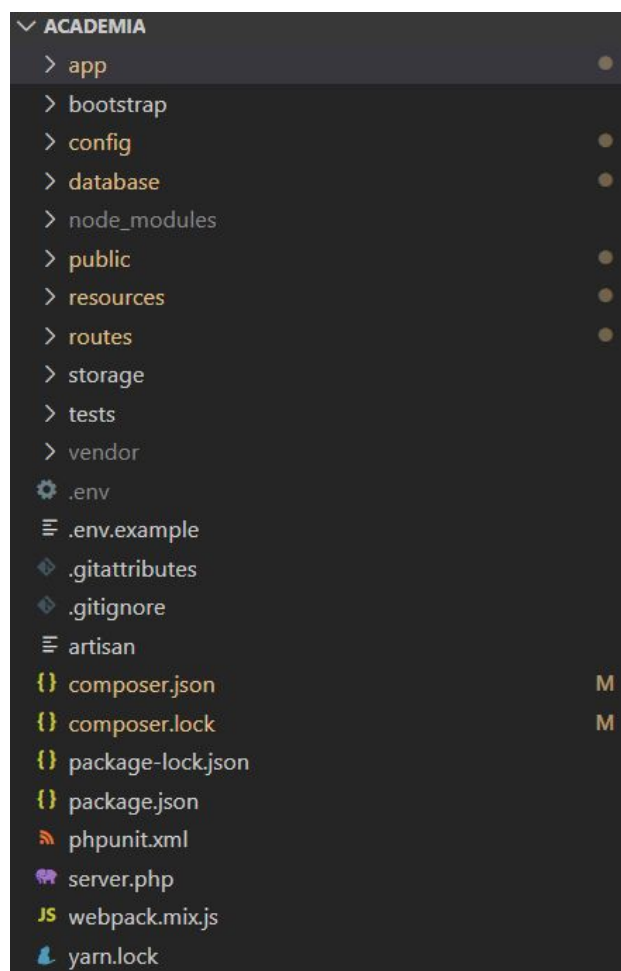 ACADEMIA
app
bootstrap
config
database
node_modules
public
resources
routes
storage
tests
vendor
.env
.env.example
.gitattributes
.gitignore
artisan
{} composer.json M
{} composer.lock M
{} package-lock.json
{} package.json
phpunit.xml
server.php
JS webpack.mix.js
yarn.lock